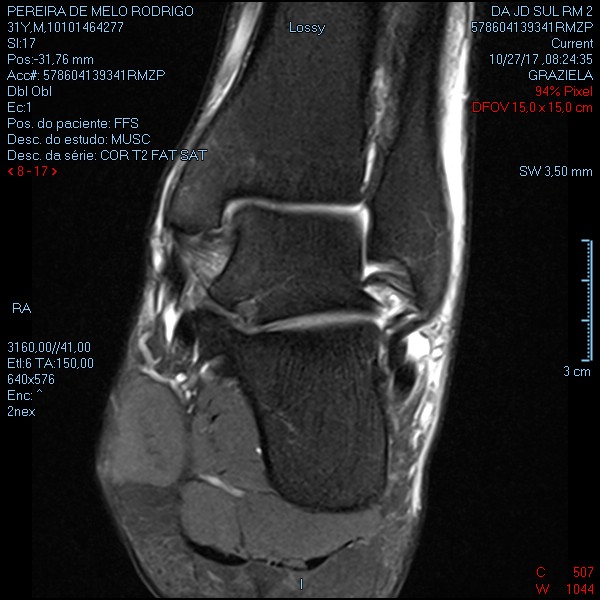 PEREIRA DE MELO RODRIGO
31Y,M,10101464277
Sl:17
Pos:-31,76 mm
Acc#: 578604139341RMZP
Dbl Obl
Ec:1
Pos. do paciente: FFS
Desc. do estudo: MUSC
Desc. da série: COR T2 FAT SAT
< 8 - 17 >
Lossy
DA JD SUL RM 2
578604139341RMZP
Current
10/27/17 ,08:24:35
GRAZIELA
94% Pixel
DFOV 15,0 x 15,0 cm
SW 3,50 mm
RA
3160,00//41,00
Etl:6 TA:150,00
640x576
Enc: ^
2nex
3 cm
I
C 507
W 1044